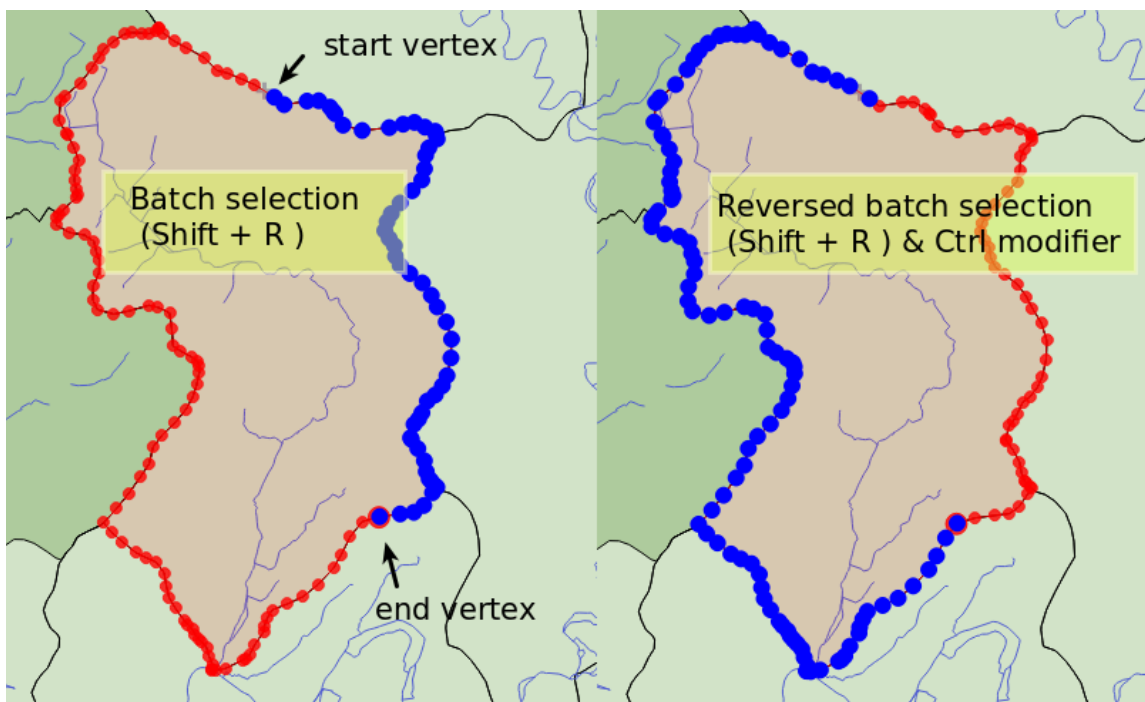 start vertex
Batch selection
(Shift + R )
end vertex
Reversed batch selection
(Shift + R ) & Ctrl modifier